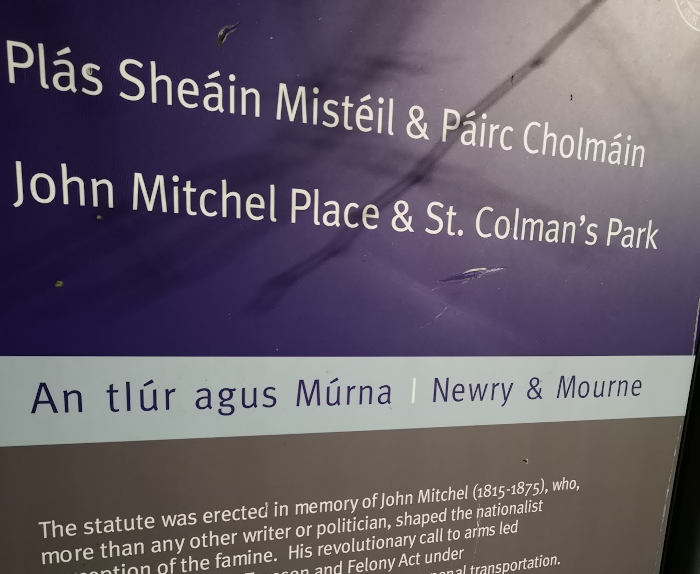 Plás Sheáin Mistéil & Páirc Cholmáin
John Mitchel Place & St. Colman's Park
An tIúr agus Múrna | Newry & Mourne
The statute was erected in memory of John Mitchel (1815-1875), who,
more than any other writer or politician, shaped the nationalist
of the famine. His revolutionary call to arms led
and Felony Act under
transportation.